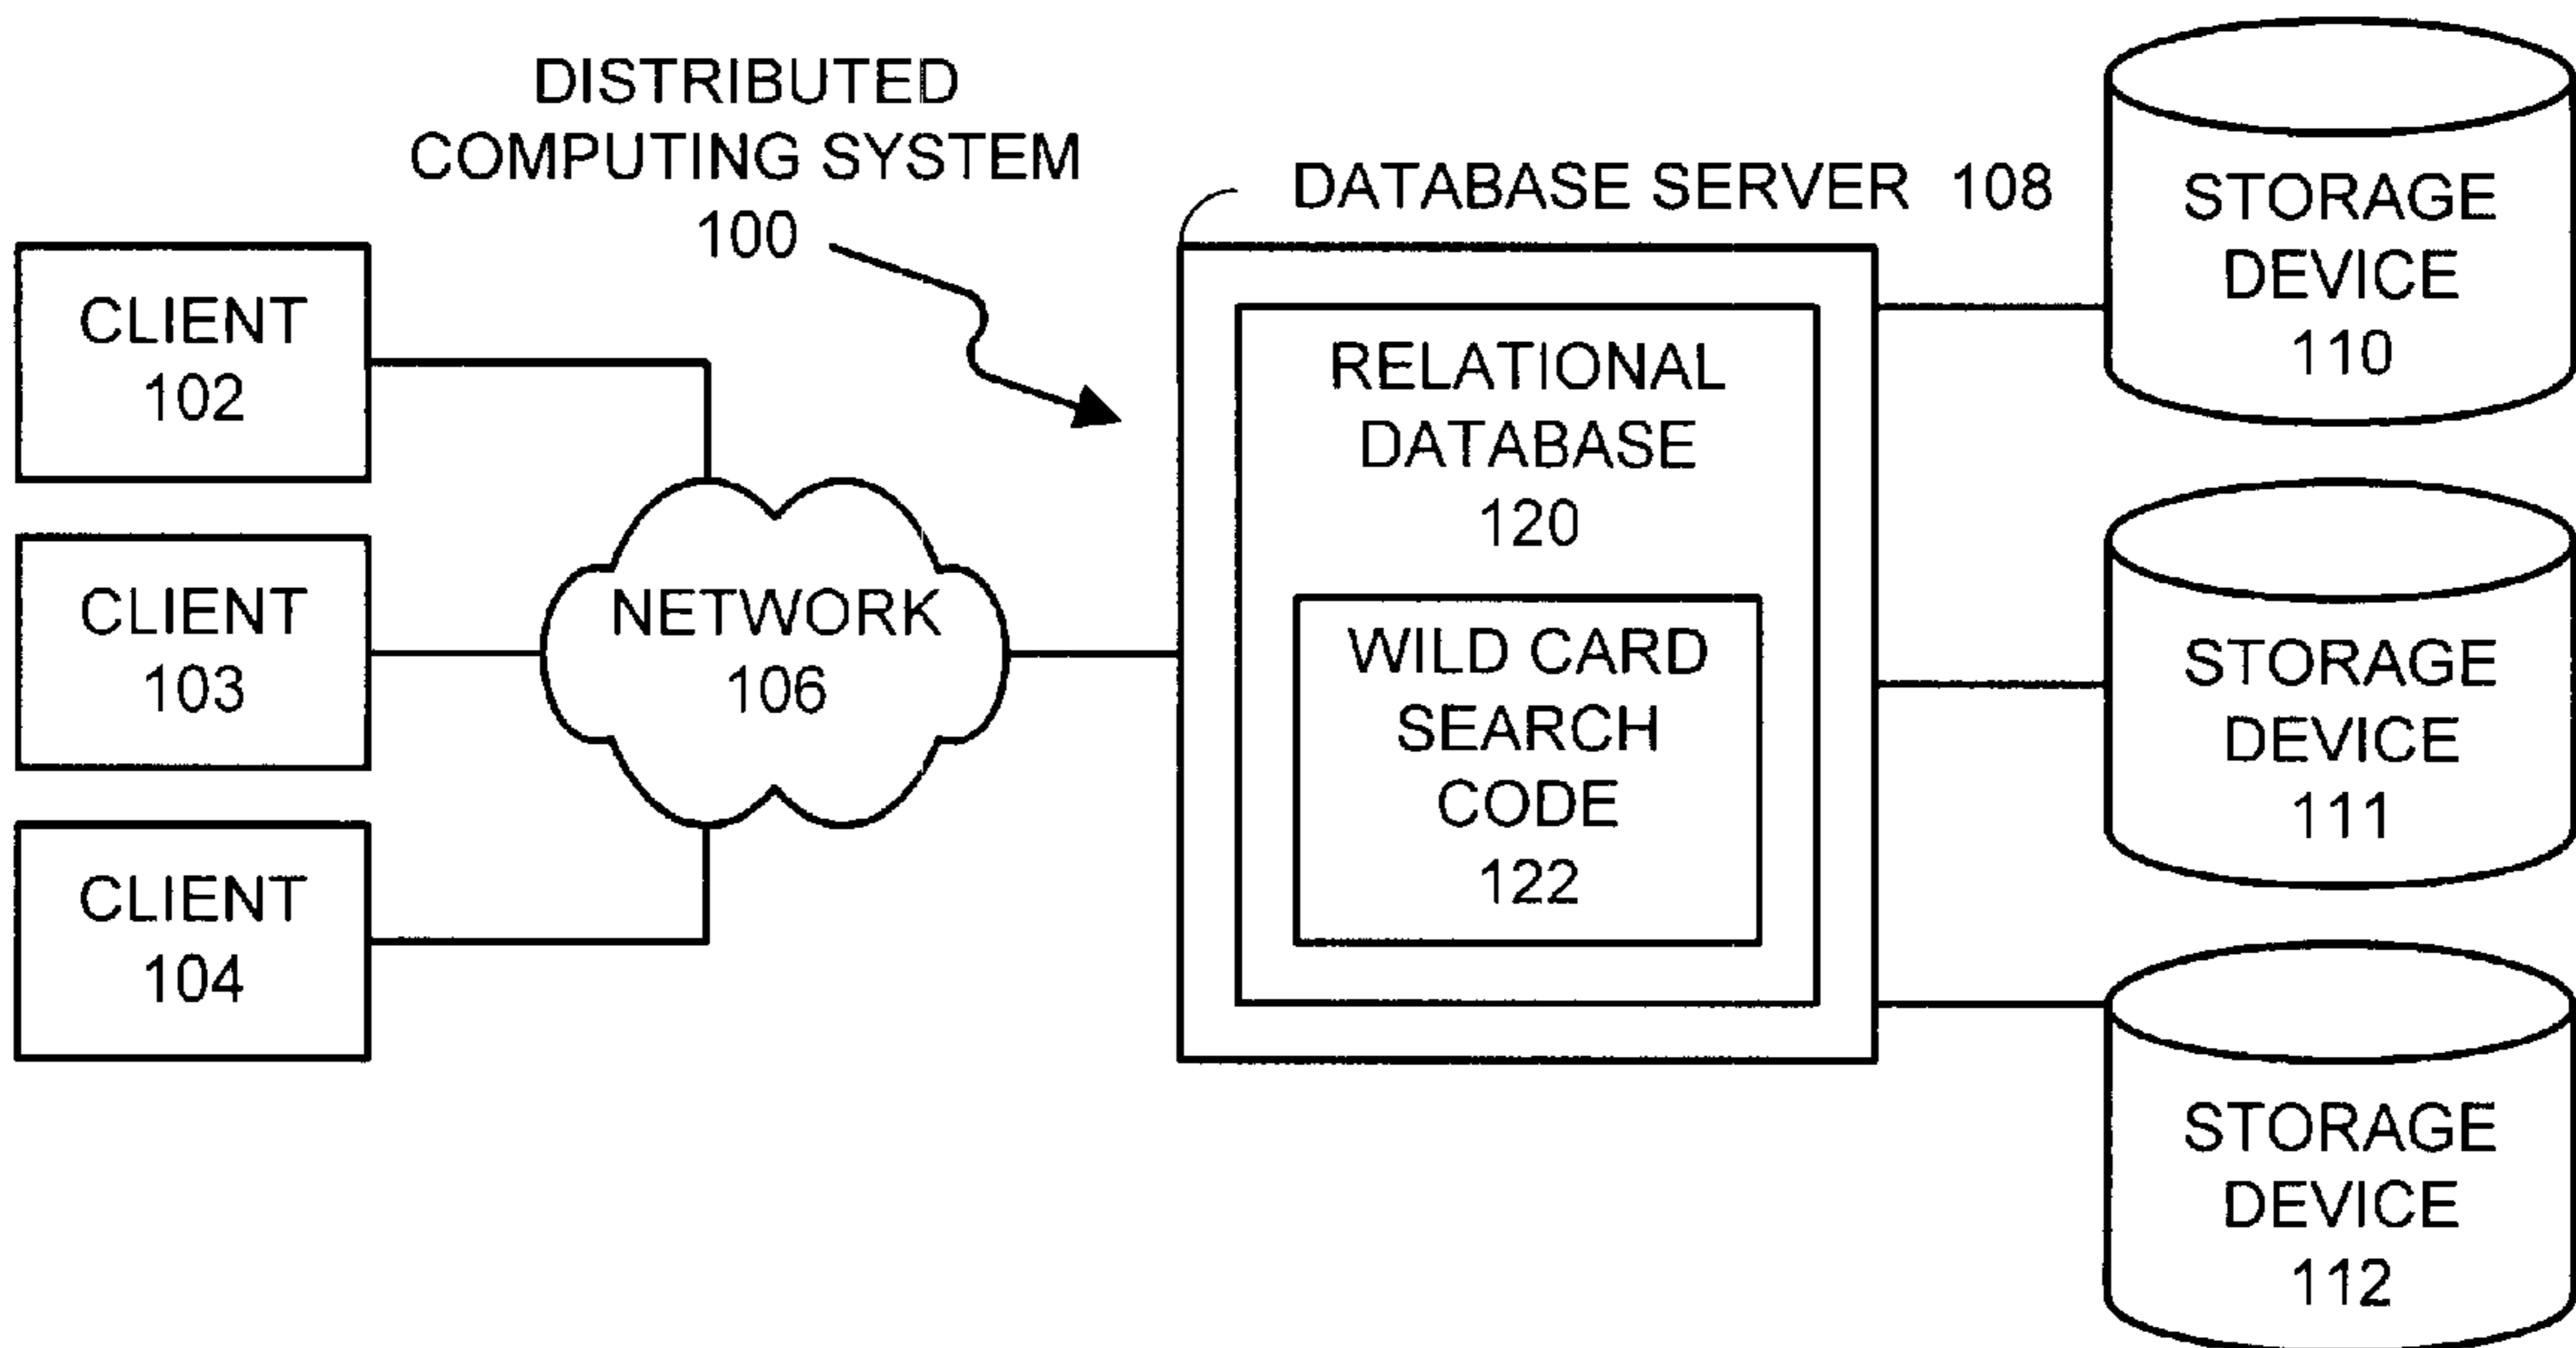 DISTRIBUTED
COMPUTING SYSTEM
100
DATABASE SERVER 108
CLIENT
102
CLIENT
103
CLIENT
104
NETWORK
106
RELATIONAL
DATABASE
120
WILD CARD
SEARCH
CODE
122
STORAGE
DEVICE
110
STORAGE
DEVICE
111
STORAGE
DEVICE
112